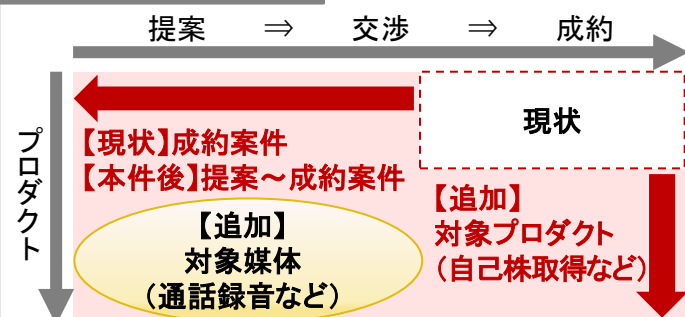 提案 ⇒ 交渉 ⇒ 成約
プロダクト
現状
【現状】成約案件
【本件後】提案～成約案件
【追加】
対象プロダクト
（自己株取得など）
【追加】
対象媒体
（通話録音など）